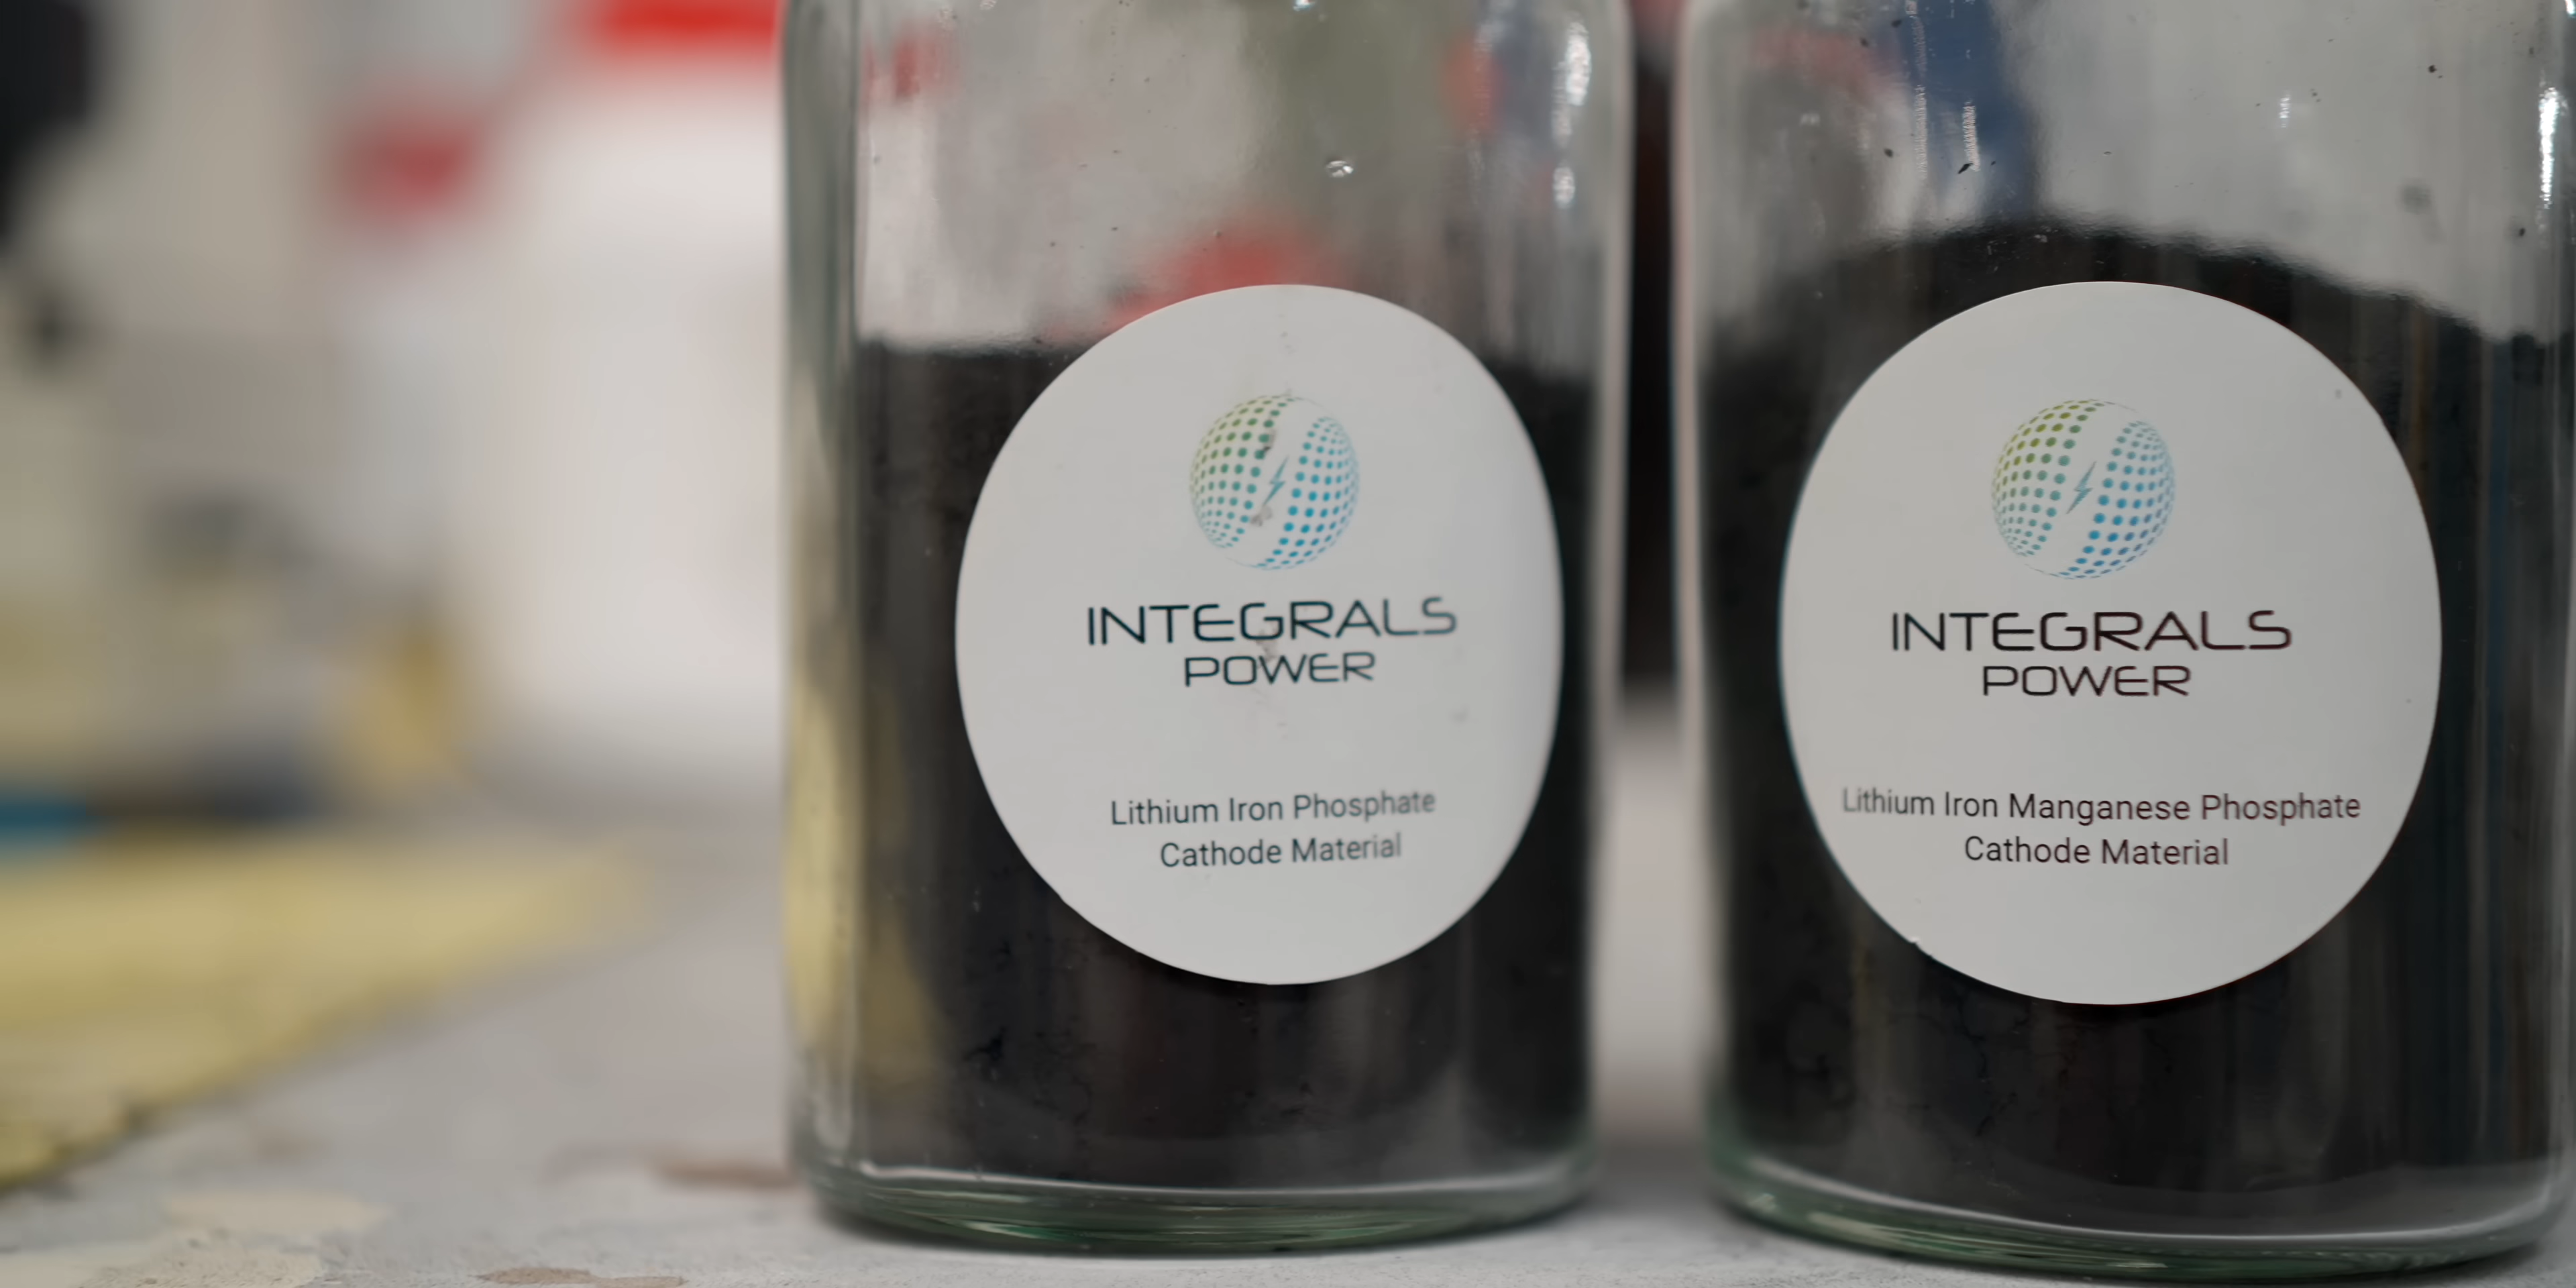 INTEGRALS
POWER
Lithium Iron Phosphate
Cathode Material
INTEGRALS
POWER
Lithium Iron Manganese Phosphate
Cathode Material